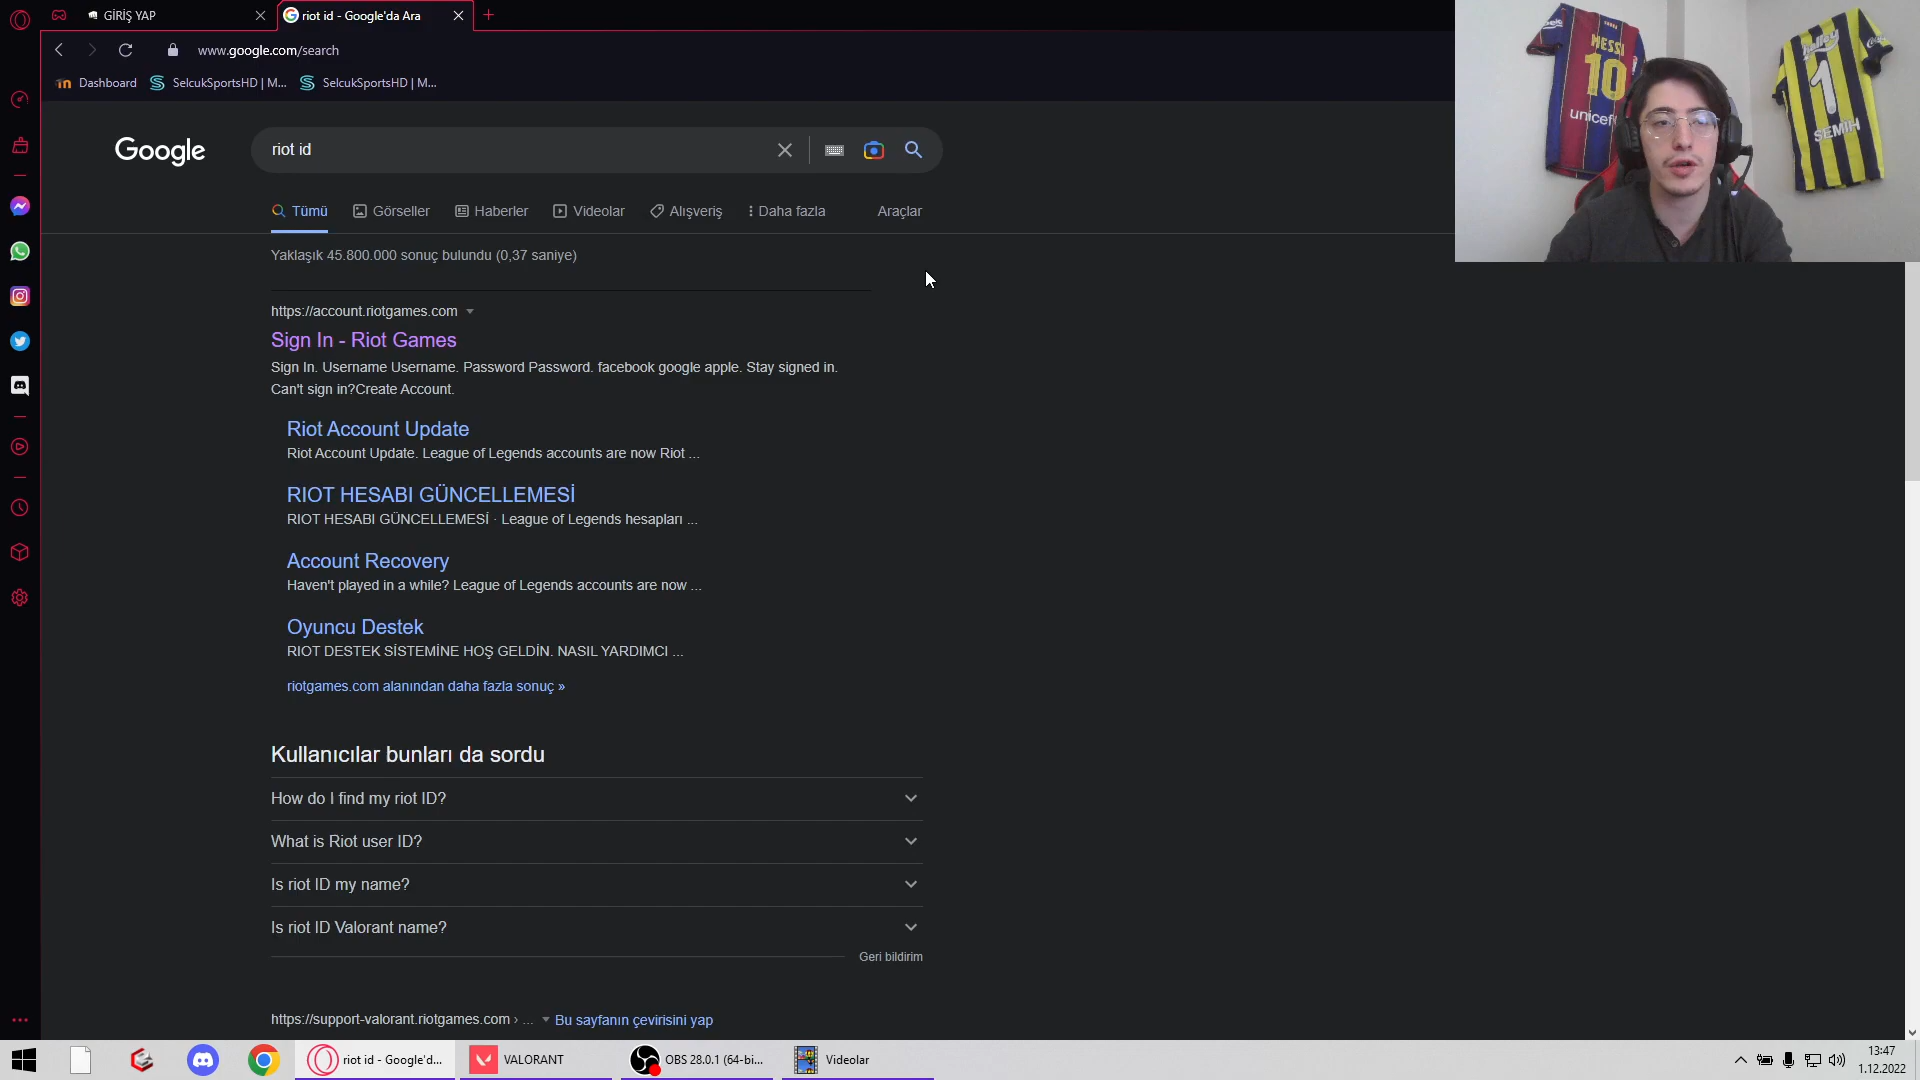 GİRİŞ YAP
riot id - Google'da Ara
www.google.com/search
Dashboard
SelcukSportsHD | M...
SelcukSportsHD | M...
MESSI
10
unicef
1
SEMİH
Google
riot id
Tümü
Görseller
Haberler
Videolar
Alışveriş
Daha fazla
Araçlar
Yaklaşık 45.800.000 sonuç bulundu (0,37 saniye)
https://account.riotgames.com
Sign In - Riot Games
Sign In. Username Username. Password Password. facebook google apple. Stay signed in.
Can't sign in?Create Account.
Riot Account Update
Riot Account Update. League of Legends accounts are now Riot ...
RIOT HESABI GÜNCELLEMESİ
RIOT HESABI GÜNCELLEMESİ · League of Legends hesapları ...
Account Recovery
Haven't played in a while? League of Legends accounts are now ...
Oyuncu Destek
RIOT DESTEK SİSTEMİNE HOŞ GELDİN. NASIL YARDIMCI ...
riotgames.com alanından daha fazla sonuç »
Kullanıcılar bunları da sordu
How do I find my riot ID?
What is Riot user ID?
Is riot ID my name?
Is riot ID Valorant name?
Geri bildirim
https://support-valorant.riotgames.com › ...
Bu sayfanın çevirisini yap
riot id - Google'd...
VALORANT
OBS 28.0.1 (64-bi...
Videolar
13:47
1.12.2022